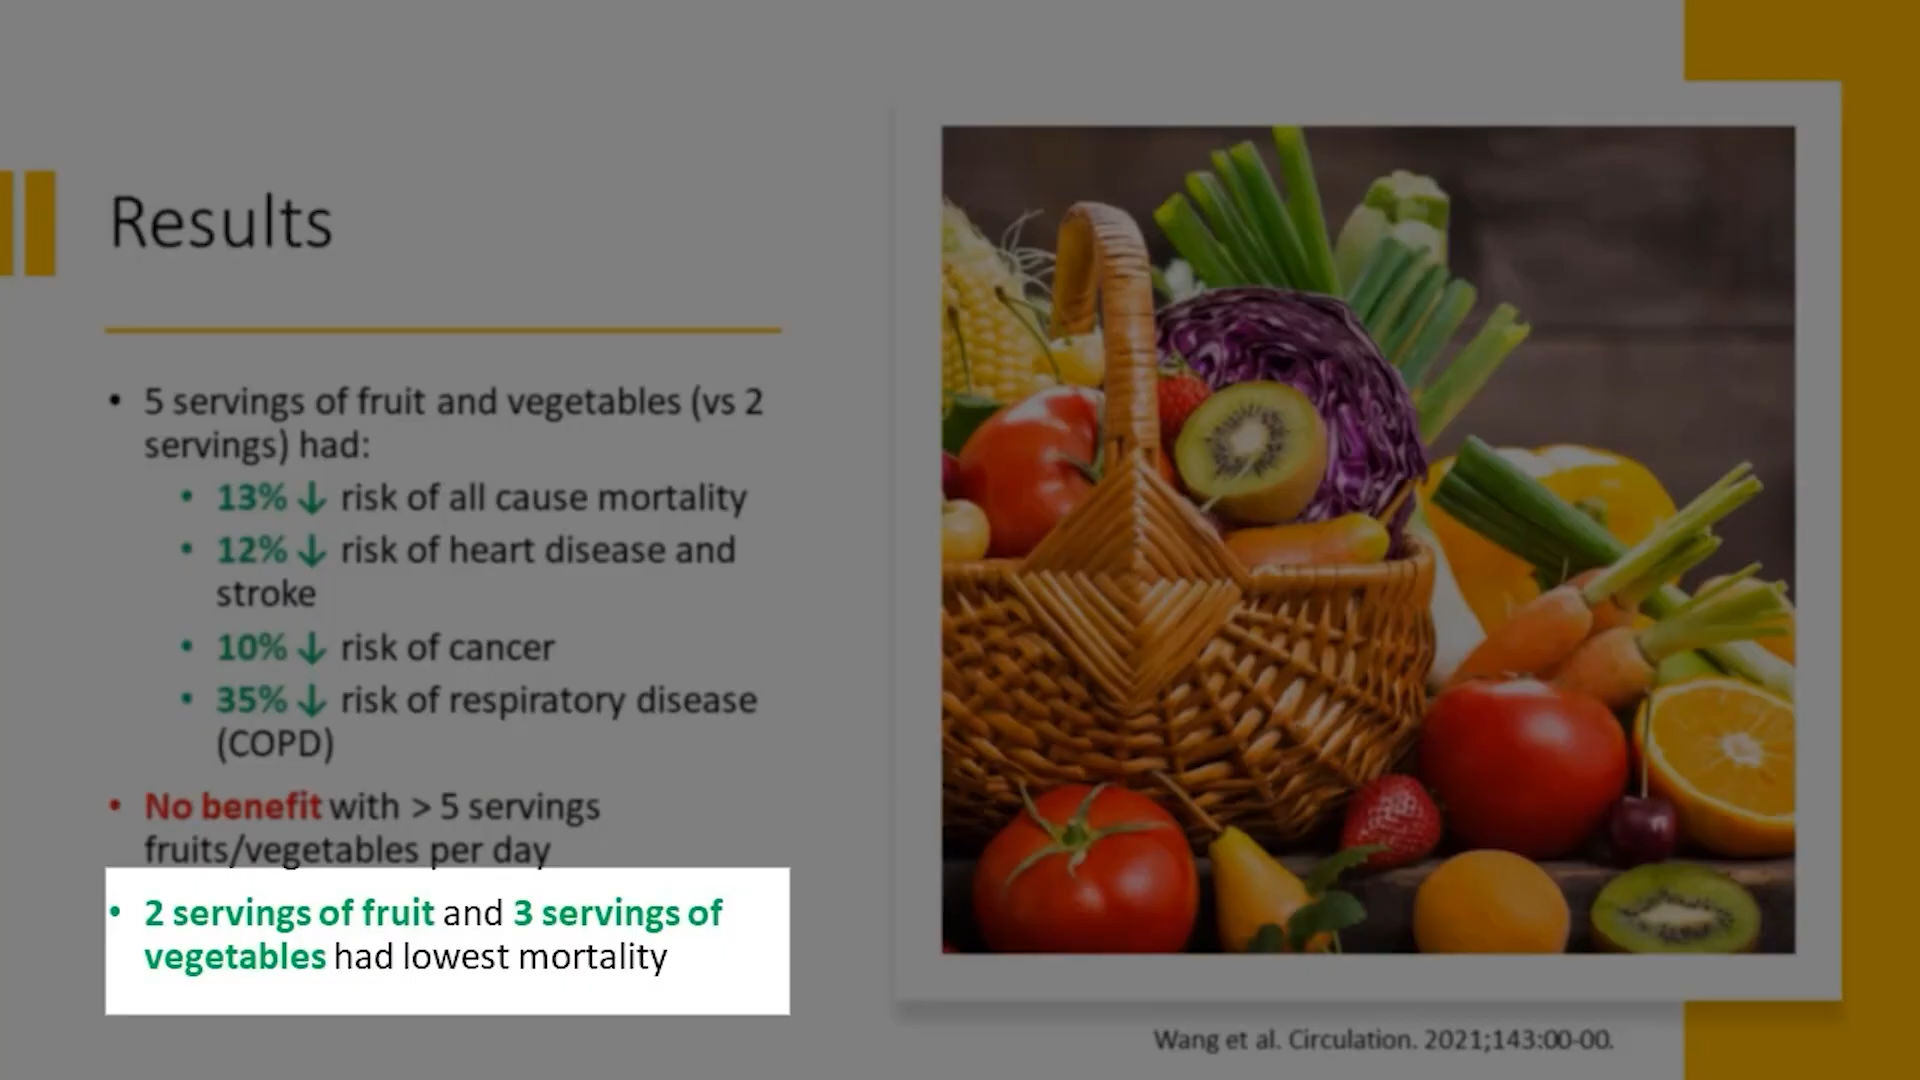 Results
• 5 servings of fruit and vegetables (vs 2
servings) had:
• 13% ↓ risk of all cause mortality
• 12% ↓ risk of heart disease and
stroke
• 10% ↓ risk of cancer
• 35% ↓ risk of respiratory disease
(COPD)
• No benefit with > 5 servings
fruits/vegetables per day
• 2 servings of fruit and 3 servings of
vegetables had lowest mortality
Wang et al. Circulation. 2021;143:00-00.